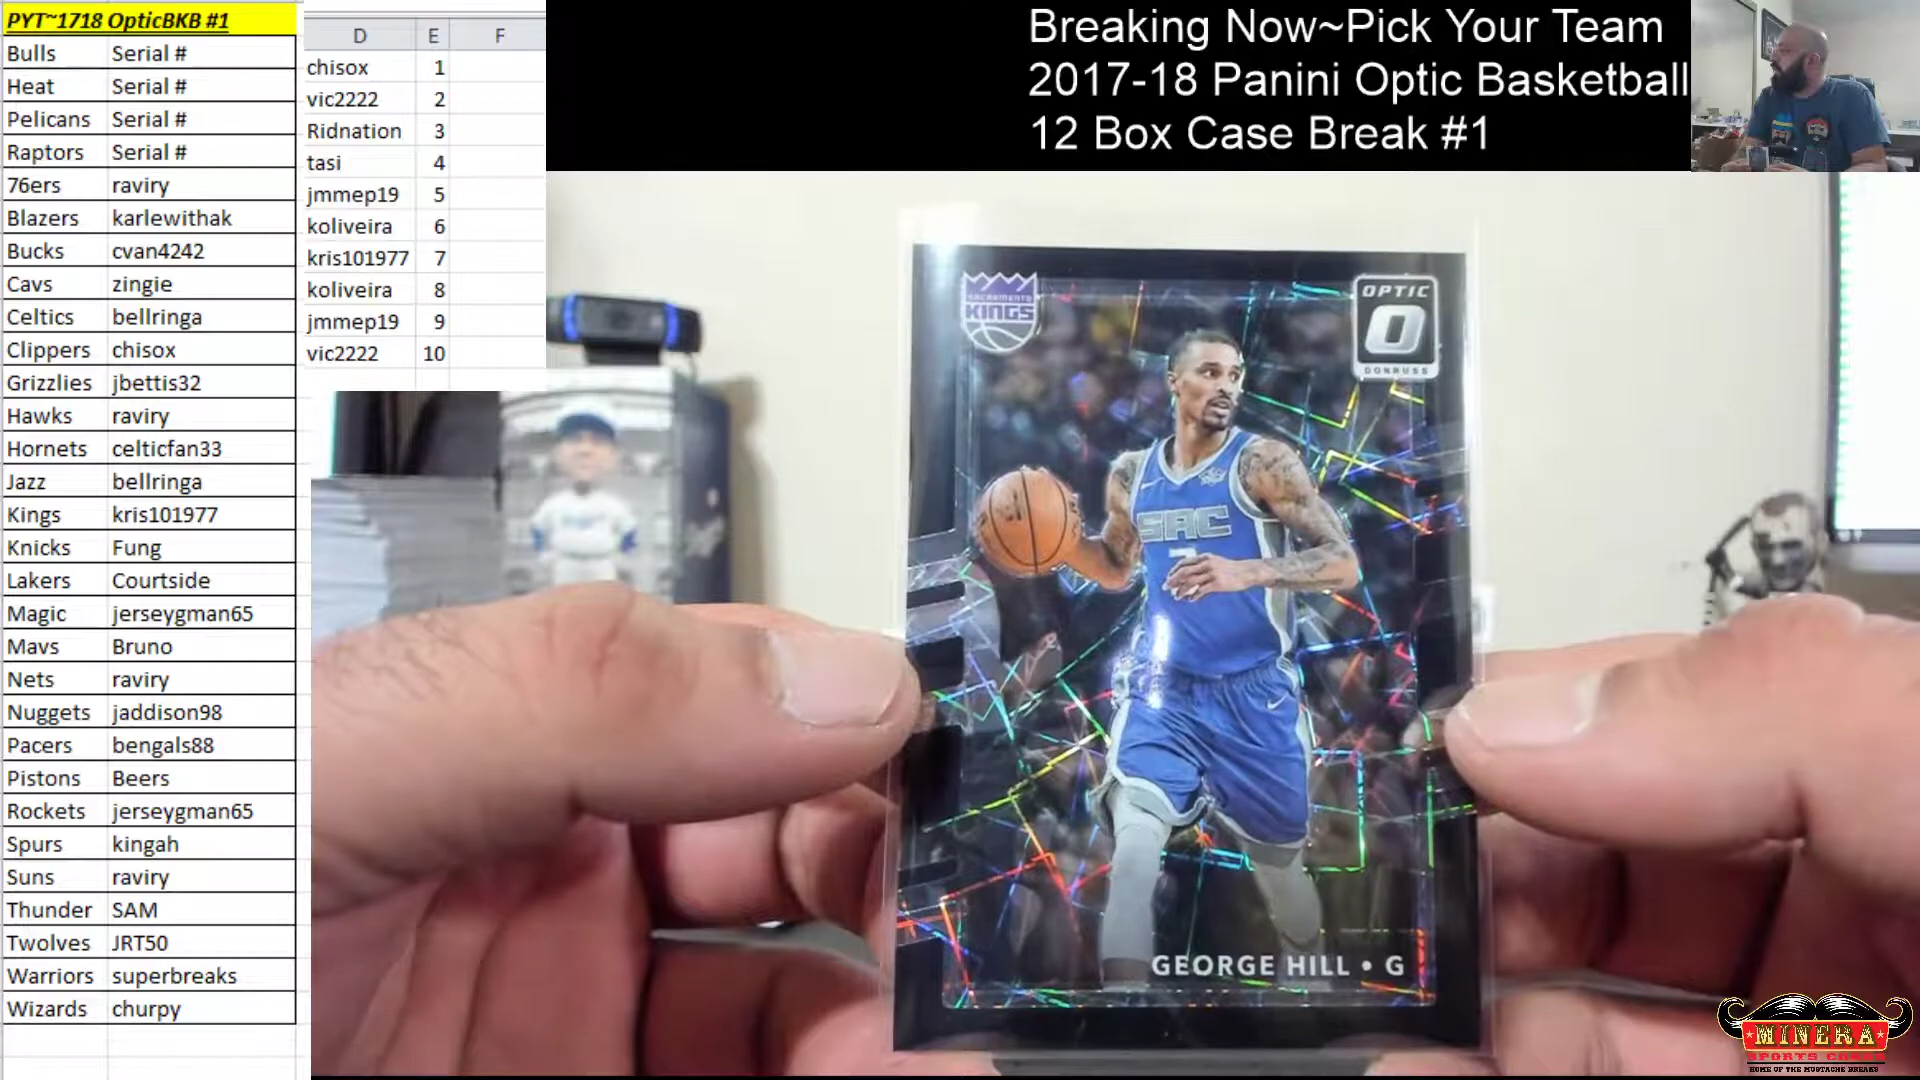 PYT~1718 OpticBKB #1
Bulls Serial #
Heat Serial #
Pelicans Serial #
Raptors Serial #
76ers raviry
Blazers karlewithak
Bucks cvan4242
Cavs zingie
Celtics bellringa
Clippers chisox
Grizzlies jbettis32
Hawks raviry
Hornets celticfan33
Jazz bellringa
Kings kris101977
Knicks Fung
Lakers Courtside
Magic jerseygman65
Mavs Bruno
Nets raviry
Nuggets jaddison98
Pacers bengals88
Pistons Beers
Rockets jerseygman65
Spurs kingah
Suns raviry
Thunder SAM
Twolves JRT50
Warriors superbreaks
Wizards churpy
D E F
chisox 1
vic2222 2
Ridnation 3
tasi 4
jmmep19 5
koliveira 6
kris101977 7
koliveira 8
jmmep19 9
vic2222 10
Breaking Now~Pick Your Team
2017-18 Panini Optic Basketball
12 Box Case Break #1
SACRAMENTO
KINGS
OPTIC
O
DONRUSS
SAC
GEORGE HILL • G
MINERA
SPORTS CARDS
HOME OF THE MUSTACHE BREAKS